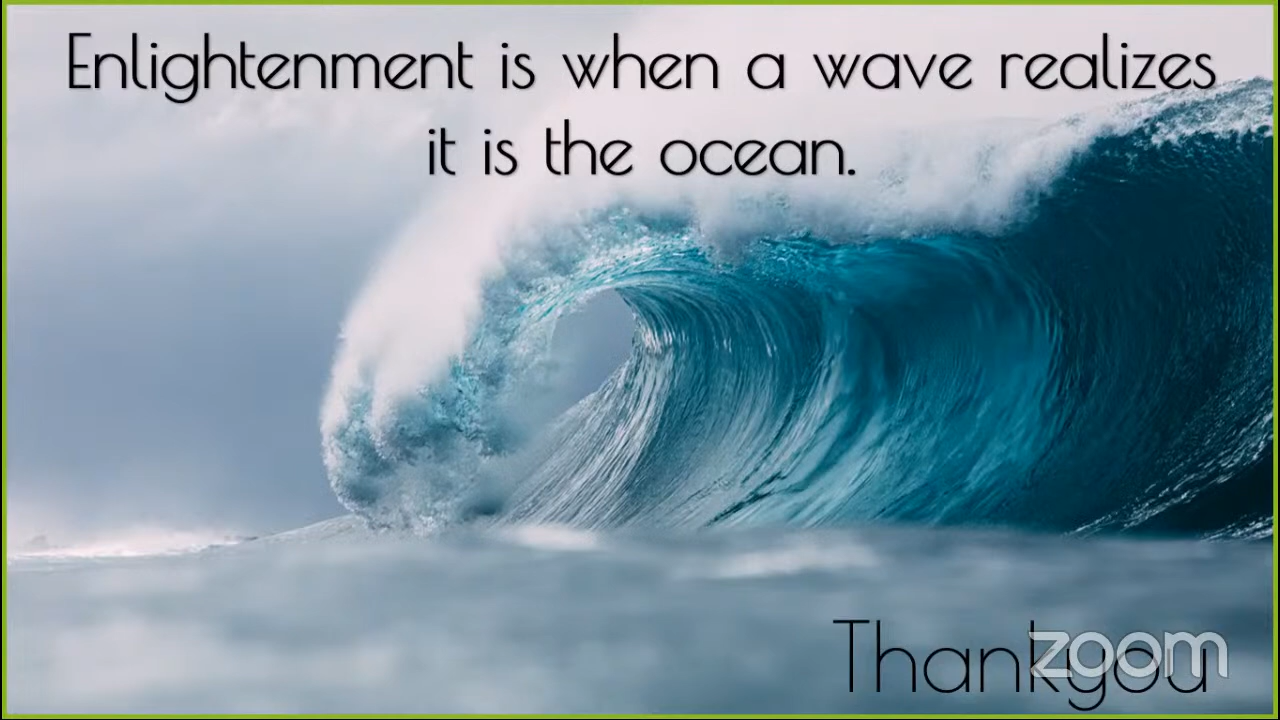 Enlightenment is when a wave realizes
it is the ocean.
Thankyou
zoom